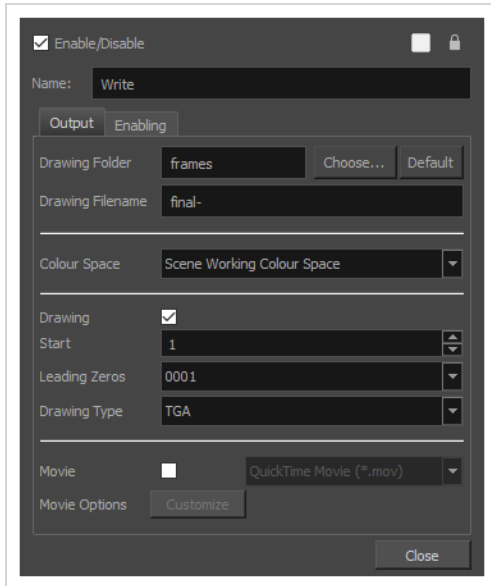 Enable/Disable
Name: Write
Output Enabling
Drawing Folder frames Choose... Default
Drawing Filename final-
Colour Space Scene Working Colour Space
Drawing
Start 1
Leading Zeros 0001
Drawing Type TGA
Movie QuickTime Movie (*.mov)
Movie Options Customize
Close